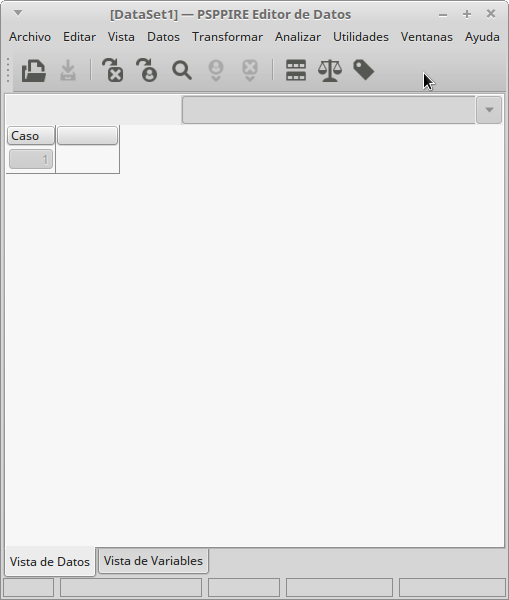 [DataSet1] — PSPPIRE Editor de Datos
Archivo Editar Vista Datos Transformar Analizar Utilidades Ventanas Ayuda
Caso
1
Vista de Datos Vista de Variables